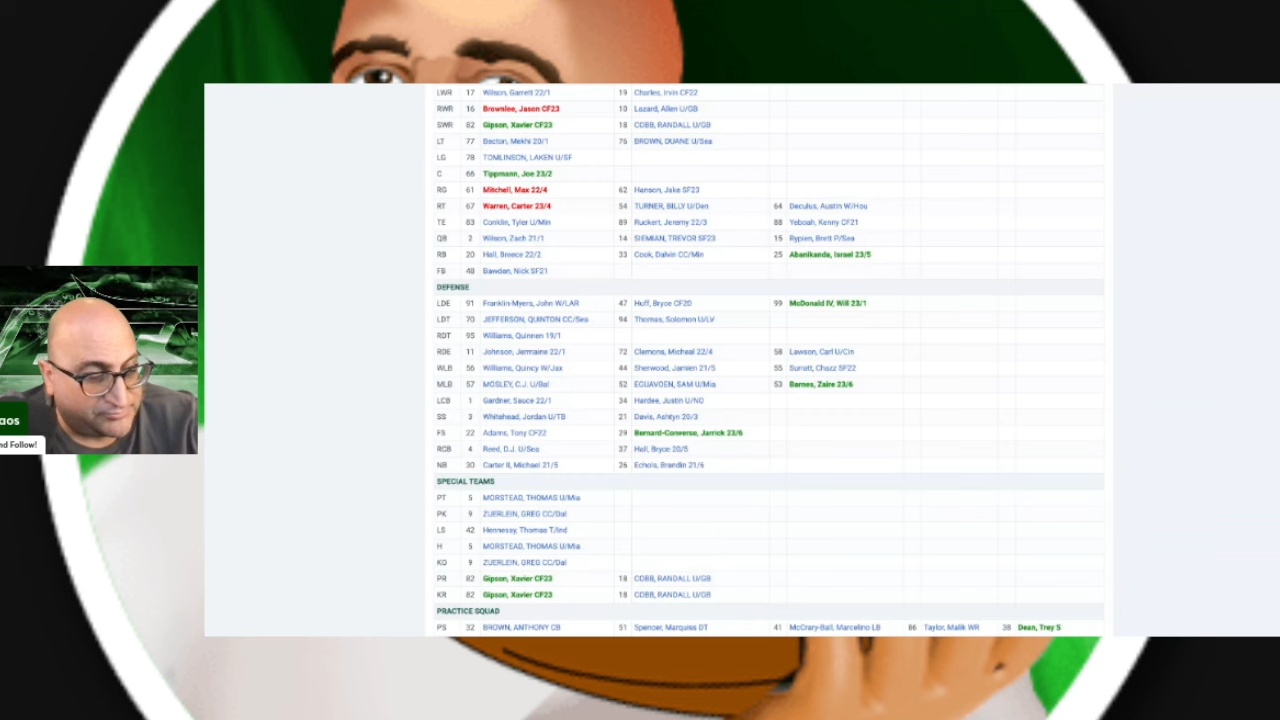 LWR 17 Wilson, Garrett 22/1 19 Charles, Irvin CF22
RWR 16 Brownlee, Jason CF23 10 Lazard, Allen U/GB
SWR 82 Gipson, Xavier CF23 18 COBB, RANDALL U/GB
LT 77 Becton, Mekhi 20/1 76 BROWN, DUANE U/Sea
LG 78 TOMLINSON, LAKEN U/SF
C 66 Tippmann, Joe 23/2
RG 61 Mitchell, Max 22/4 62 Hanson, Jake SF23
RT 67 Warren, Carter 23/4 54 TURNER, BILLY U/Den 64 Deculus, Austin W/Hou
TE 83 Conklin, Tyler U/Min 89 Ruckert, Jeremy 22/3 88 Yeboah, Kenny CF21
QB 2 Wilson, Zach 21/1 14 SIEMIAN, TREVOR SF23 15 Rypien, Brett P/Sea
RB 20 Hall, Breece 22/2 33 Cook, Dalvin CC/Min 25 Abanikanda, Israel 23/5
FB 48 Bawden, Nick SF21
DEFENSE
LDE 91 Franklin-Myers, John W/LAR 47 Huff, Bryce CF20 99 McDonald IV, Will 23/1
LDT 70 JEFFERSON, QUINTON CC/Sea 94 Thomas, Solomon U/LV
RDT 95 Williams, Quinnen 19/1
RDE 11 Johnson, Jermaine 22/1 72 Clemons, Micheal 22/4 58 Lawson, Carl U/Cin
WLB 56 Williams, Quincy W/Jax 44 Sherwood, Jamien 21/5 55 Surratt, Chazz SF22
MLB 57 MOSLEY, C.J. U/Bal 52 EGUAVOEN, SAM U/Mia 53 Barnes, Zaire 23/6
LCB 1 Gardner, Sauce 22/1 34 Hardee, Justin U/NO
SS 3 Whitehead, Jordan U/TB 21 Davis, Ashtyn 20/3
FS 22 Adams, Tony CF22 29 Bernard-Converse, Jarrick 23/6
RCB 4 Reed, D.J. U/Sea 37 Hall, Bryce 20/5
NB 30 Carter II, Michael 21/5 26 Echols, Brandin 21/6
SPECIAL TEAMS
PT 5 MORSTEAD, THOMAS U/Mia
PK 9 ZUERLEIN, GREG CC/Dal
LS 42 Hennessy, Thomas T/Ind
H 5 MORSTEAD, THOMAS U/Mia
KO 9 ZUERLEIN, GREG CC/Dal
PR 82 Gipson, Xavier CF23 18 COBB, RANDALL U/GB
KR 82 Gipson, Xavier CF23 18 COBB, RANDALL U/GB
PRACTICE SQUAD
PS 32 BROWN, ANTHONY CB 51 Spencer, Marquiss DT 41 McCrary-Ball, Marcelino LB 86 Taylor, Malik WR 38 Dean, Trey S
aos
nd Follow!